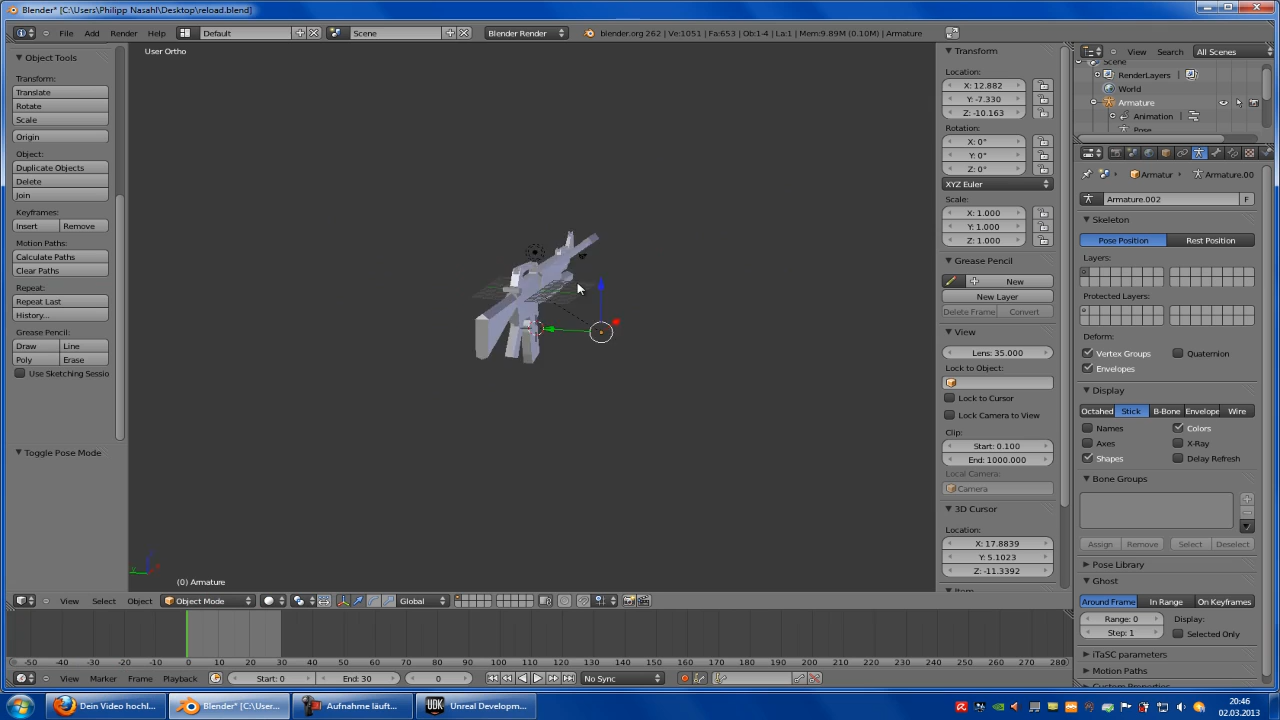 Blender* [C:\Users\Philipp Nasahl\Desktop\reload.blend]
File Add Render Help Default Scene Blender Render blender.org 262 | Ve:1051 | Fa:653 | Ob:1-4 | La:1 | Mem:9.89M (0.10M) | Armature
Object Tools
Transform:
Translate
Rotate
Scale
Origin
Object:
Duplicate Objects
Delete
Join
Keyframes:
Insert Remove
Motion Paths:
Calculate Paths
Clear Paths
Repeat:
Repeat Last
History...
Grease Pencil:
Draw Line
Poly Erase
Use Sketching Sessio
Toggle Pose Mode
User Ortho
(0) Armature
Transform
Location:
X: 12.882
Y: -7.330
Z: -10.163
Rotation:
X: 0°
Y: 0°
Z: 0°
XYZ Euler
Scale:
X: 1.000
Y: 1.000
Z: 1.000
Grease Pencil
New
New Layer
Delete Frame Convert
View
Lens: 35.000
Lock to Object:
Lock to Cursor
Lock Camera to View
Clip:
Start: 0.100
End: 1000.000
Local Camera:
Camera
3D Cursor
Location:
X: 17.8839
Y: 5.1023
Z: -11.3392
Item
View Search All Scenes
Scene
RenderLayers
World
Armature
Animation
Pose
Armatur Armature.00
Armature.002 F
Skeleton
Pose Position Rest Position
Layers:
Protected Layers:
Deform:
Vertex Groups Quaternion
Envelopes
Display
Octahed Stick B-Bone Envelope Wire
Names Colors
Axes X-Ray
Shapes Delay Refresh
Bone Groups
Assign Remove Select Deselect
Pose Library
Ghost
Around Frame In Range On Keyframes
Range: 0 Display:
Step: 1 Selected Only
iTaSC parameters
Motion Paths
Custom Properties
View Select Object Object Mode Global
-50 -40 -30 -20 -10 0 10 20 30 40 50 60 70 80 90 100 110 120 130 140 150 160 170 180 190 200 210 220 230 240 250 260 270 280
View Marker Frame Playback Start: 0 End: 30 0 No Sync
Dein Video hochl... Blender* [C:\User... Aufnahme läuft... UDK Unreal Developm...
20:46
02.03.2013